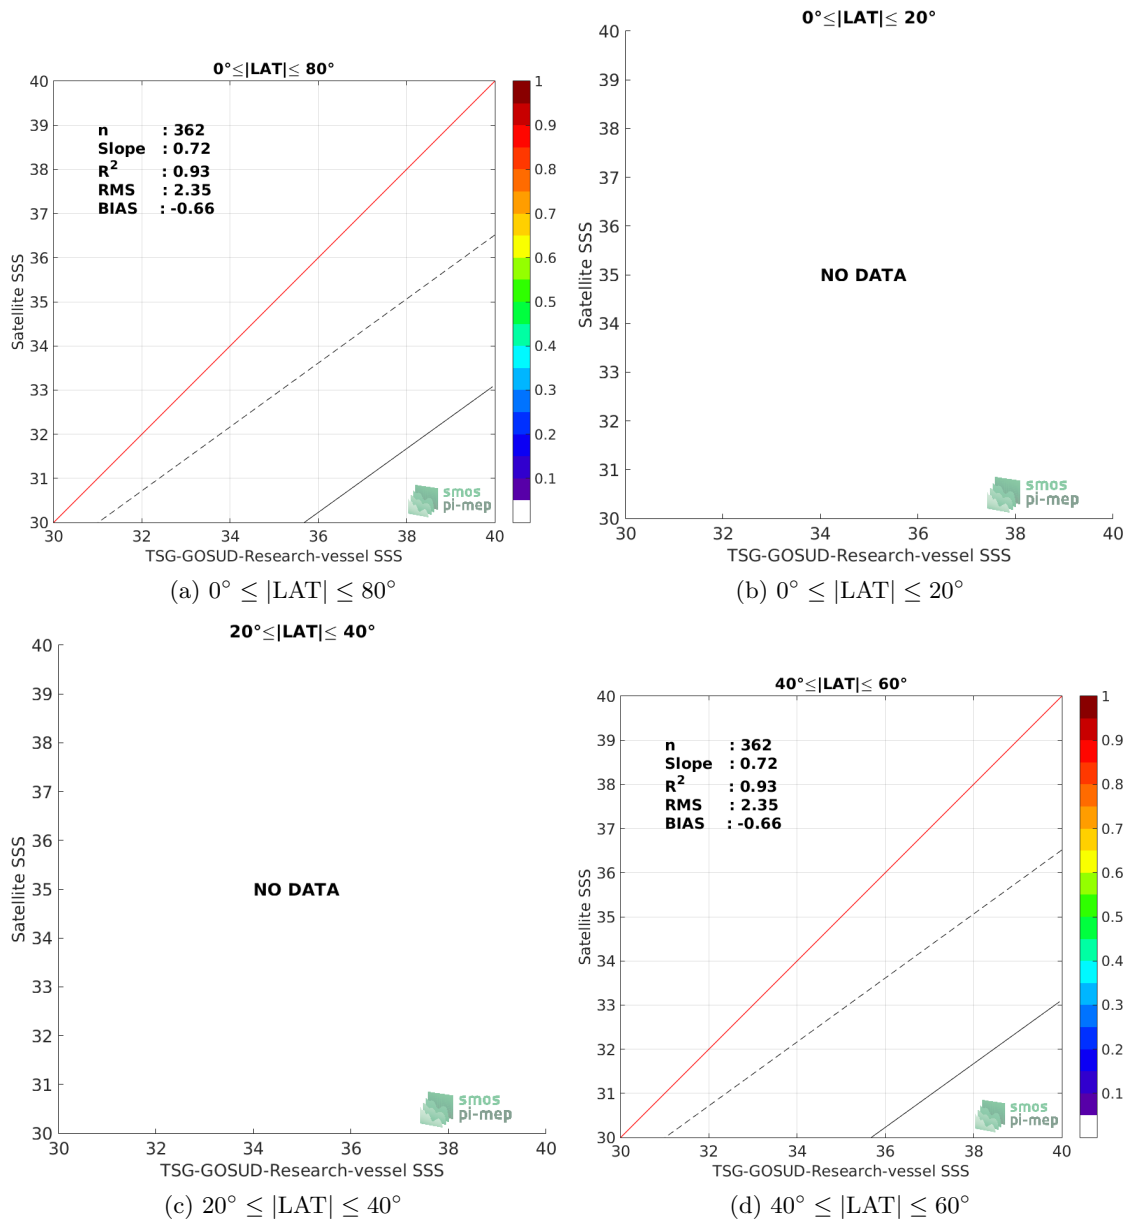 0°≤|LAT|≤ 80°
40
39
38
37
36
35
34
33
32
31
30
Satellite SSS
n : 362
Slope : 0.72
R² : 0.93
RMS : 2.35
BIAS : -0.66
smos
pi-mep
30 32 34 36 38 40
TSG-GOSUD-Research-vessel SSS
1
0.9
0.8
0.7
0.6
0.5
0.4
0.3
0.2
0.1
(a) 0° ≤ |LAT| ≤ 80°
0°≤|LAT|≤ 20°
40
39
38
37
36
35
34
33
32
31
30
Satellite SSS
NO DATA
smos
pi-mep
30 32 34 36 38 40
TSG-GOSUD-Research-vessel SSS
(b) 0° ≤ |LAT| ≤ 20°
20°≤|LAT|≤ 40°
40
39
38
37
36
35
34
33
32
31
30
Satellite SSS
NO DATA
smos
pi-mep
30 32 34 36 38 40
TSG-GOSUD-Research-vessel SSS
(c) 20° ≤ |LAT| ≤ 40°
40°≤|LAT|≤ 60°
40
39
38
37
36
35
34
33
32
31
30
Satellite SSS
n : 362
Slope : 0.72
R² : 0.93
RMS : 2.35
BIAS : -0.66
smos
pi-mep
30 32 34 36 38 40
TSG-GOSUD-Research-vessel SSS
1
0.9
0.8
0.7
0.6
0.5
0.4
0.3
0.2
0.1
(d) 40° ≤ |LAT| ≤ 60°